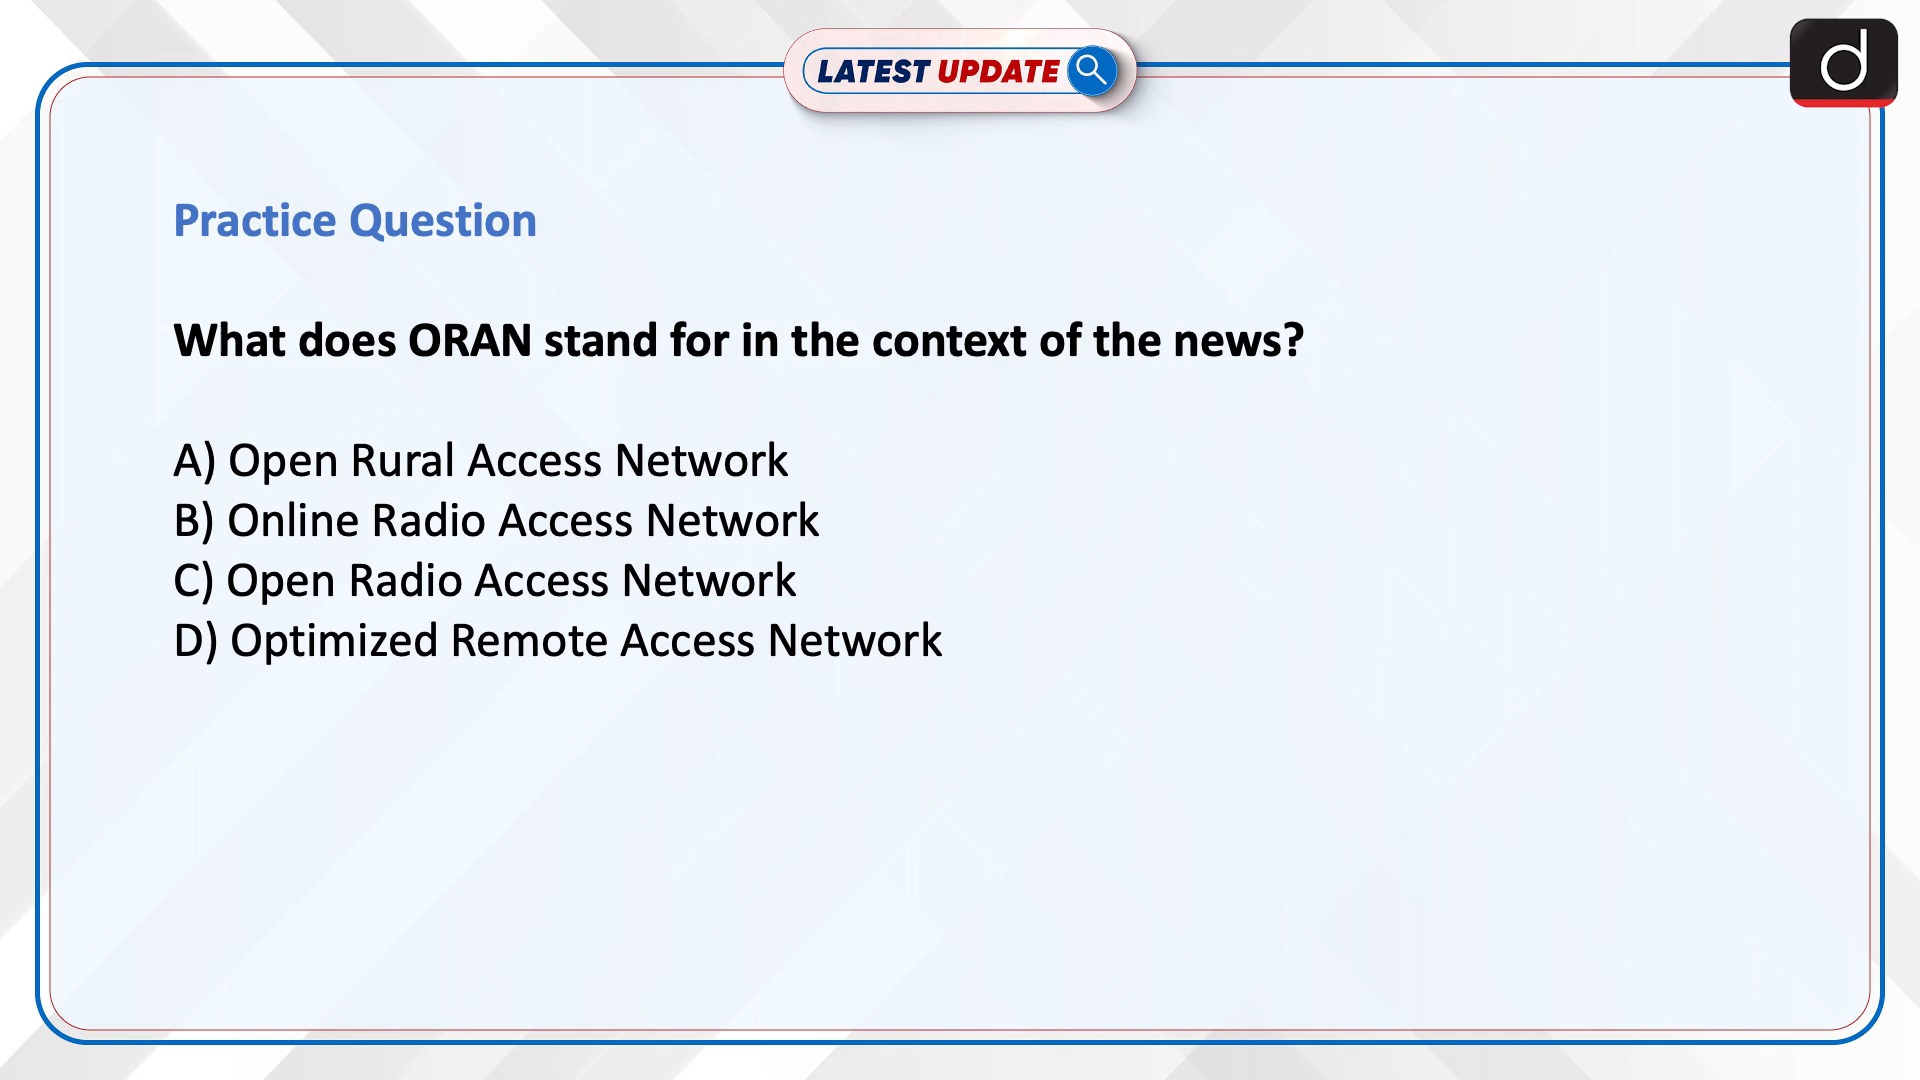 LATEST UPDATE
d
Practice Question
What does ORAN stand for in the context of the news?
A) Open Rural Access Network
B) Online Radio Access Network
C) Open Radio Access Network
D) Optimized Remote Access Network